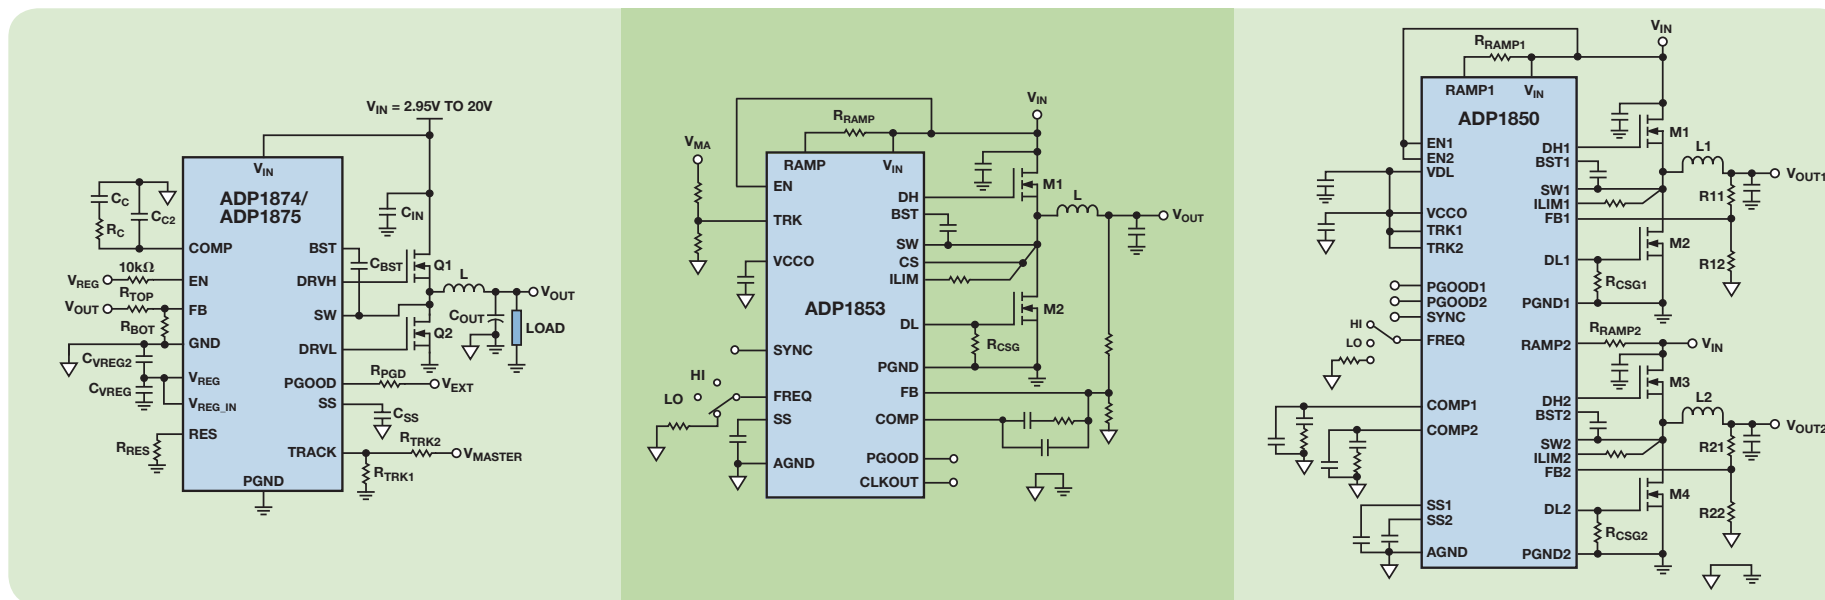 V_IN = 2.95V TO 20V
V_IN
ADP1874/
ADP1875
C_C
C_C2
R_C
C_IN
COMP
BST
10kΩ
V_REG
EN
C_BST
Q1
L
DRVH
R_TOP
V_OUT
FB
V_OUT
SW
C_OUT
LOAD
R_BOT
Q2
GND
DRVL
C_VREG2
V_REG
C_VREG
PGOOD
R_PGD
V_EXT
V_REG_IN
SS
C_SS
RES
R_RES
TRACK
R_TRK2
V_MASTER
R_TRK1
PGND
V_IN
R_RAMP
V_MA
RAMP
V_IN
EN
DH
M1
BST
L
TRK
V_OUT
SW
VCCO
CS
ILIM
ADP1853
M2
DL
R_CSG
SYNC
PGND
HI
LO
FREQ
FB
SS
COMP
AGND
PGOOD
CLKOUT
V_IN
R_RAMP1
RAMP1
V_IN
ADP1850
M1
EN1
DH1
EN2
BST1
L1
VDL
V_OUT1
SW1
R11
ILIM1
VCCO
FB1
TRK1
TRK2
M2
DL1
R12
PGOOD1
R_CSG1
PGOOD2
PGND1
SYNC
HI
LO
FREQ
R_RAMP2
RAMP2
V_IN
M3
DH2
COMP1
BST2
L2
COMP2
V_OUT2
SW2
R21
ILIM2
FB2
M4
SS1
DL2
R22
SS2
R_CSG2
AGND
PGND2